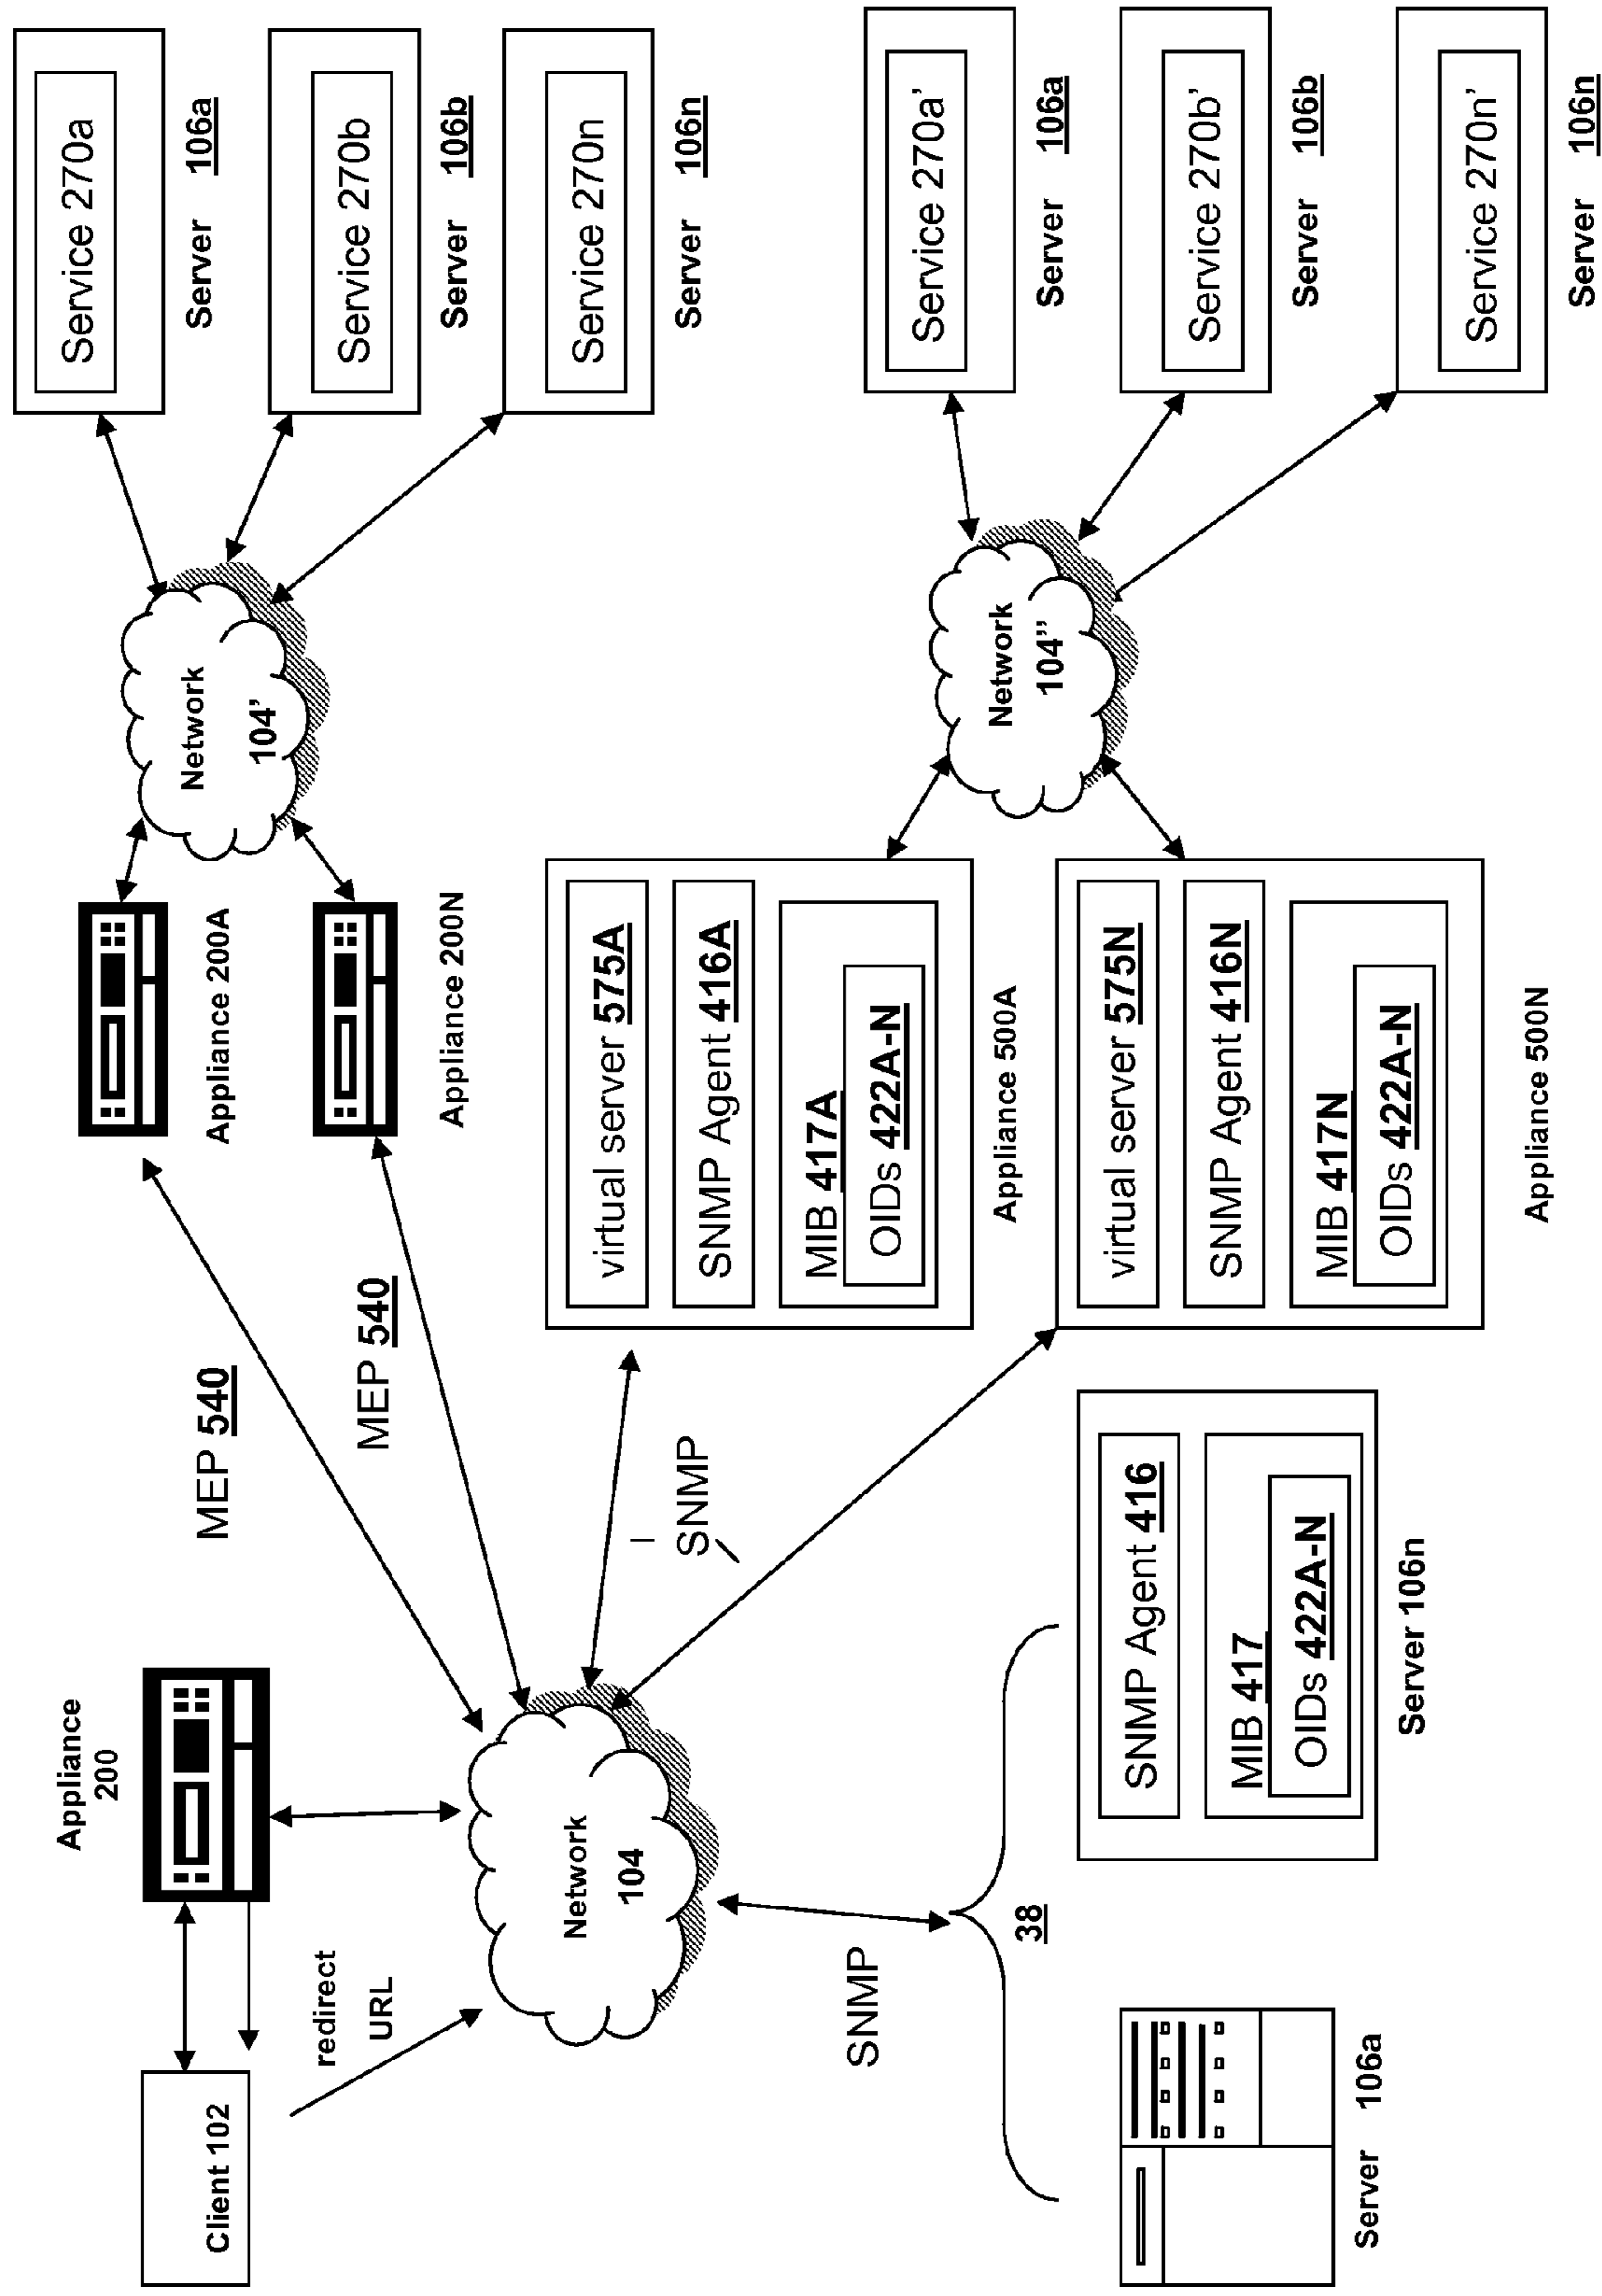 Client 102
Appliance
200
redirect
URL
Network
104
MEP 540
MEP 540
SNMP
SNMP
38
Server 106a
SNMP Agent 416
MIB 417
OIDs 422A-N
Server 106n
Appliance 200A
Appliance 200N
virtual server 575A
SNMP Agent 416A
MIB 417A
OIDs 422A-N
Appliance 500A
virtual server 575N
SNMP Agent 416N
MIB 417N
OIDs 422A-N
Appliance 500N
Network
104’
Network
104’’
Service 270a
Server 106a
Service 270b
Server 106b
Service 270n
Server 106n
Service 270a’
Server 106a
Service 270b’
Server 106b
Service 270n’
Server 106n